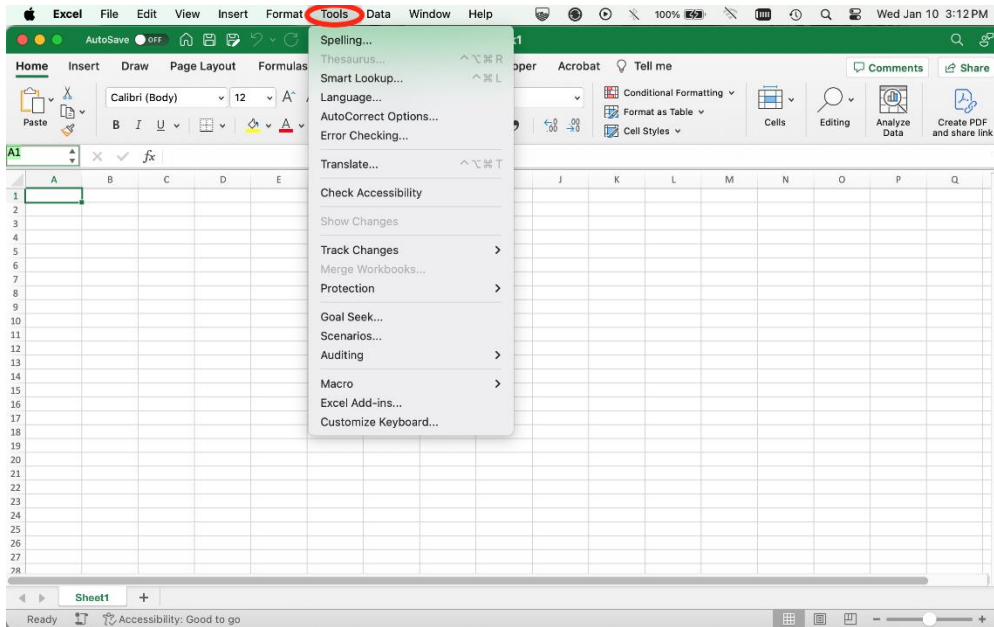 Excel File Edit View Insert Format Tools Data Window Help 100% Wed Jan 10 3:12 PM
AutoSave OFF
Home Insert Draw Page Layout Formulas Acrobat Tell me Comments Share
Paste
Calibri (Body) 12 A^
B I U A
Conditional Formatting
Format as Table
Cell Styles
Cells
Editing
Analyze Data
Create PDF and share link
Spelling...
Thesaurus... ⌃⌥⌘R
Smart Lookup... ⌃⌘L
Language...
AutoCorrect Options...
Error Checking...
Translate... ⌃⌥⌘T
Check Accessibility
Show Changes
Track Changes
Merge Workbooks...
Protection
Goal Seek...
Scenarios...
Auditing
Macro
Excel Add-ins...
Customize Keyboard...
A1 fx
A B C D E J K L M N O P Q
1
2
3
4
5
6
7
8
9
10
11
12
13
14
15
16
17
18
19
20
21
22
23
24
25
26
27
28
Sheet1 +
Ready Accessibility: Good to go